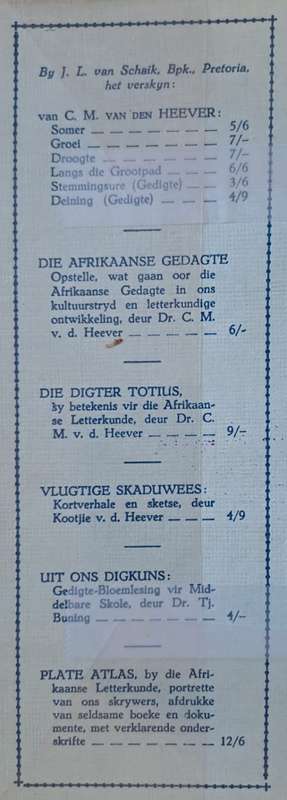 By J. L. van Schaik, Bpk., Pretoria,
het verskyn:
van C. M. VAN DEN HEEVER:
Somer — — — — — — — 5/6
Groei — — — — — — — 7/-
Droogte — — — — — — 7/-
Langs die Grootpad — — — 6/6
Stemmingsure (Gedigte) — — 3/6
Deining (Gedigte) — — — 4/9
DIE AFRIKAANSE GEDAGTE
Opstelle, wat gaan oor die
Afrikaanse Gedagte in ons
kultuurstryd en letterkundige
ontwikkeling, deur Dr. C. M.
v. d. Heever — — — — 6/-
DIE DIGTER TOTIUS,
sy betekenis vir die Afrikaan-
se Letterkunde, deur Dr. C.
M. v. d. Heever — — — — 9/-
VLUGTIGE SKADUWEES:
Kortverhale en sketse, deur
Kootjie v. d. Heever — — — 4/9
UIT ONS DIGKUNS:
Gedigte-Bloemlesing vir Mid-
delbare Skole, deur Dr. Tj.
Buning — — — — — — 4/-
PLATE ATLAS, by die Afri-
kaanse Letterkunde, portrette
van ons skrywers, afdrukke
van seldsame boeke en doku-
mente, met verklarende onder-
skrifte — — — — — — 12/6